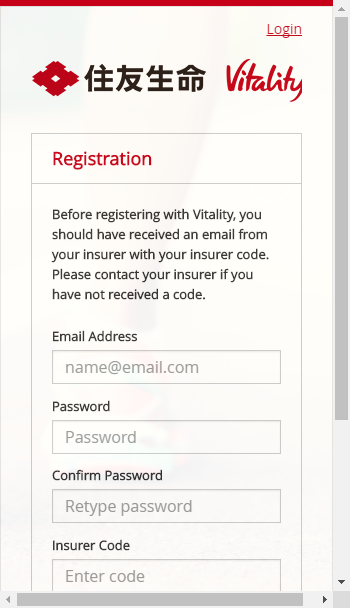 Login
住友生命 Vitality
Registration
Before registering with Vitality, you
should have received an email from
your insurer with your insurer code.
Please contact your insurer if you
have not received a code.
Email Address
name@email.com
Password
Password
Confirm Password
Retype password
Insurer Code
Enter code